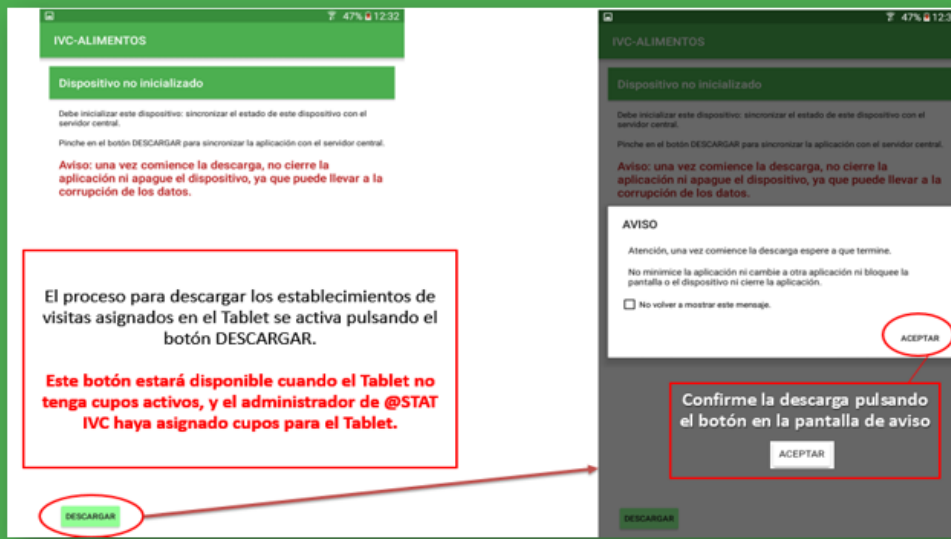 47% 12:32
IVC-ALIMENTOS
Dispositivo no inicializado
Debe inicializar este dispositivo: sincronizar el estado de este dispositivo con el
servidor central.
Pinche en el botón DESCARGAR para sincronizar la aplicación con el servidor central.
Aviso: una vez comience la descarga, no cierre la
aplicación ni apague el dispositivo, ya que puede llevar a la
corrupción de los datos.
El proceso para descargar los establecimientos de
visitas asignados en el Tablet se activa pulsando el
botón DESCARGAR.
Este botón estará disponible cuando el Tablet no
tenga cupos activos, y el administrador de @STAT
IVC haya asignado cupos para el Tablet.
DESCARGAR
47% 12:3
IVC-ALIMENTOS
Dispositivo no inicializado
Debe inicializar este dispositivo: sincronizar el estado de este dispositivo con el
servidor central.
Pinche en el botón DESCARGAR para sincronizar la aplicación con el servidor central.
Aviso: una vez comience la descarga, no cierre la
aplicación ni apague el dispositivo, ya que puede llevar a la
corrupción de los datos.
AVISO
Atención, una vez comience la descarga espere a que termine.
No minimice la aplicación ni cambie a otra aplicación ni bloquee la
pantalla o el dispositivo ni cierre la aplicación.
No volver a mostrar este mensaje.
ACEPTAR
Confirme la descarga pulsando
el botón en la pantalla de aviso
ACEPTAR
DESCARGAR